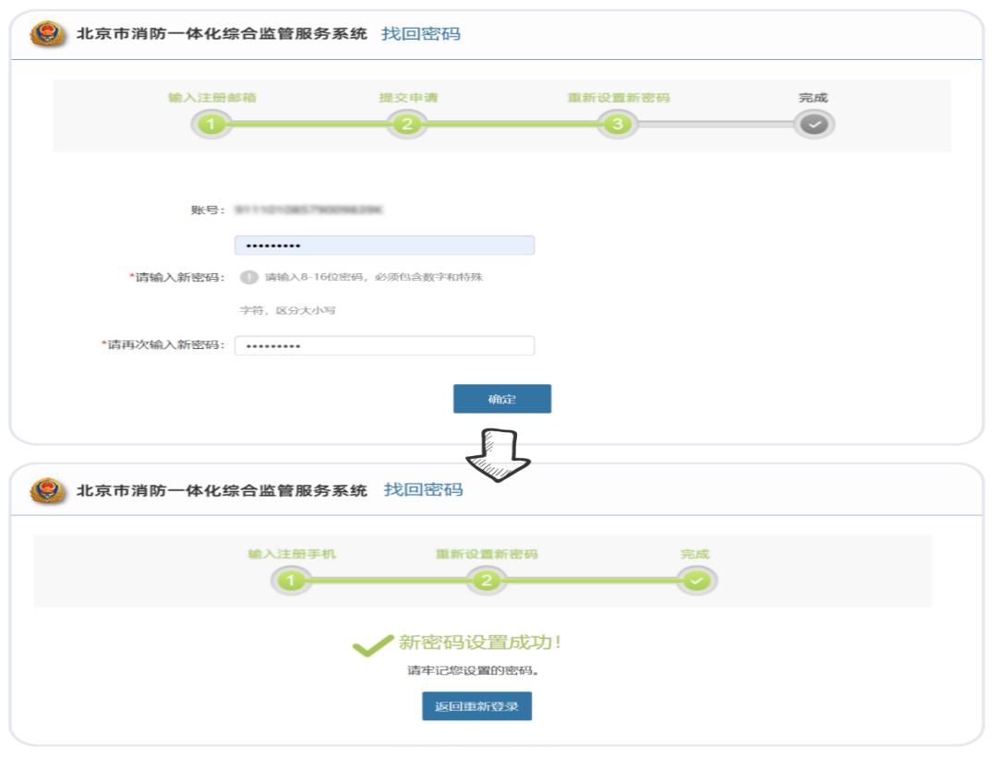 北京市消防一体化综合监管服务系统 找回密码
输入注册邮箱 提交申请 重新设置新密码 完成
1 2 3
账号：
*请输入新密码： 请输入8-16位密码，必须包含数字和特殊
字符，区分大小写
*请再次输入新密码：
确定
北京市消防一体化综合监管服务系统 找回密码
输入注册手机 重新设置新密码 完成
1 2
新密码设置成功！
请牢记您设置的密码。
返回重新登录